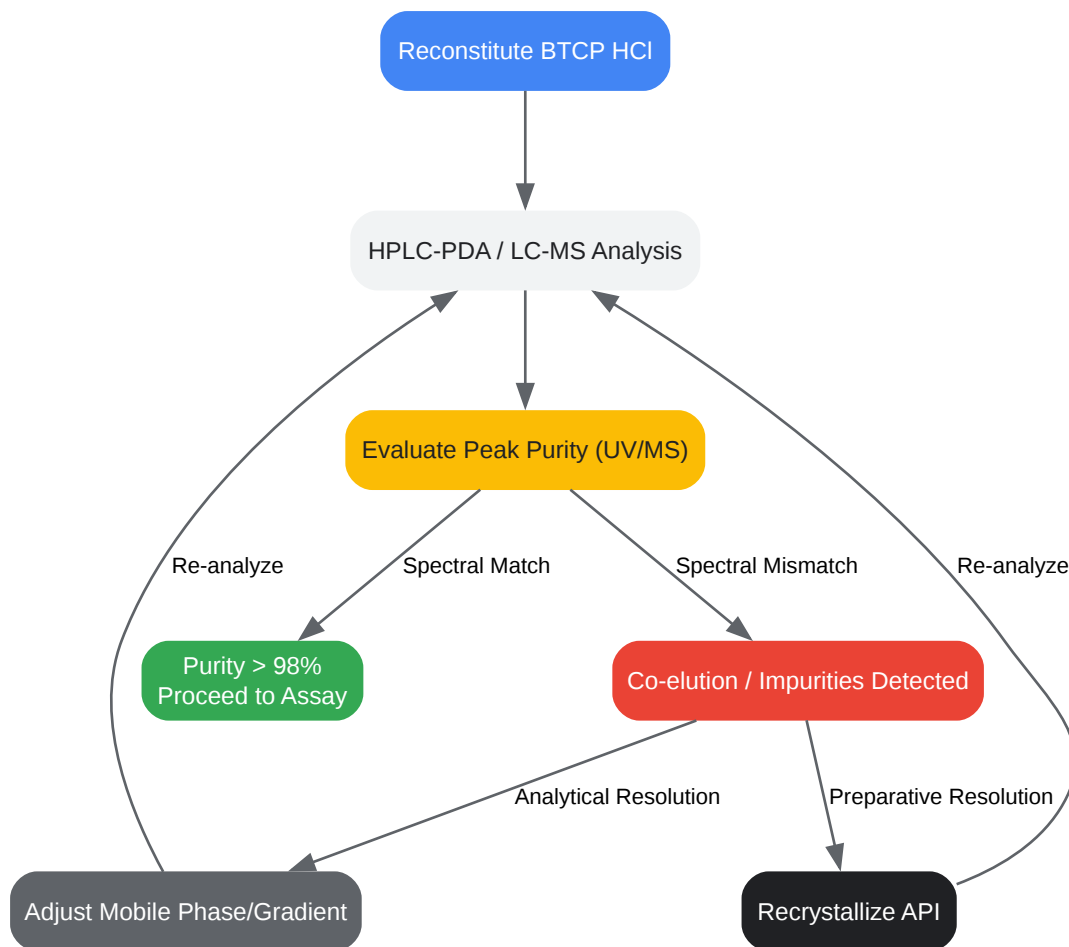 Reconstitute BTCP HCl
HPLC-PDA / LC-MS Analysis
Evaluate Peak Purity (UV/MS)
Re-analyze
Spectral Match
Spectral Mismatch
Re-analyze
Purity > 98%
Proceed to Assay
Co-elution / Impurities Detected
Analytical Resolution
Preparative Resolution
Adjust Mobile Phase/Gradient
Recrystallize API